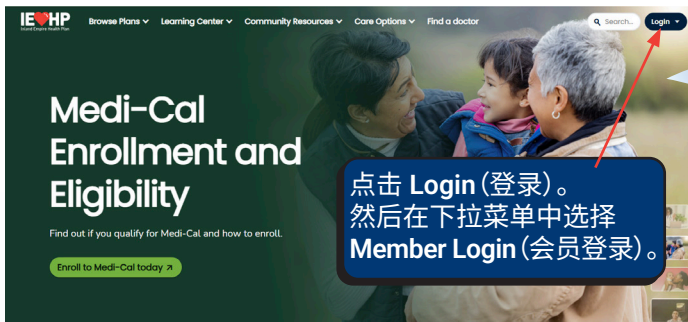 IEHP
Inland Empire Health Plan
Browse Plans
Learning Center
Community Resources
Care Options
Find a doctor
Search...
Login
Medi-Cal
Enrollment and
Eligibility
Find out if you qualify for Medi-Cal and how to enroll.
Enroll to Medi-Cal today
点击 Login（登录）。
然后在下拉菜单中选择
Member Login（会员登录）。